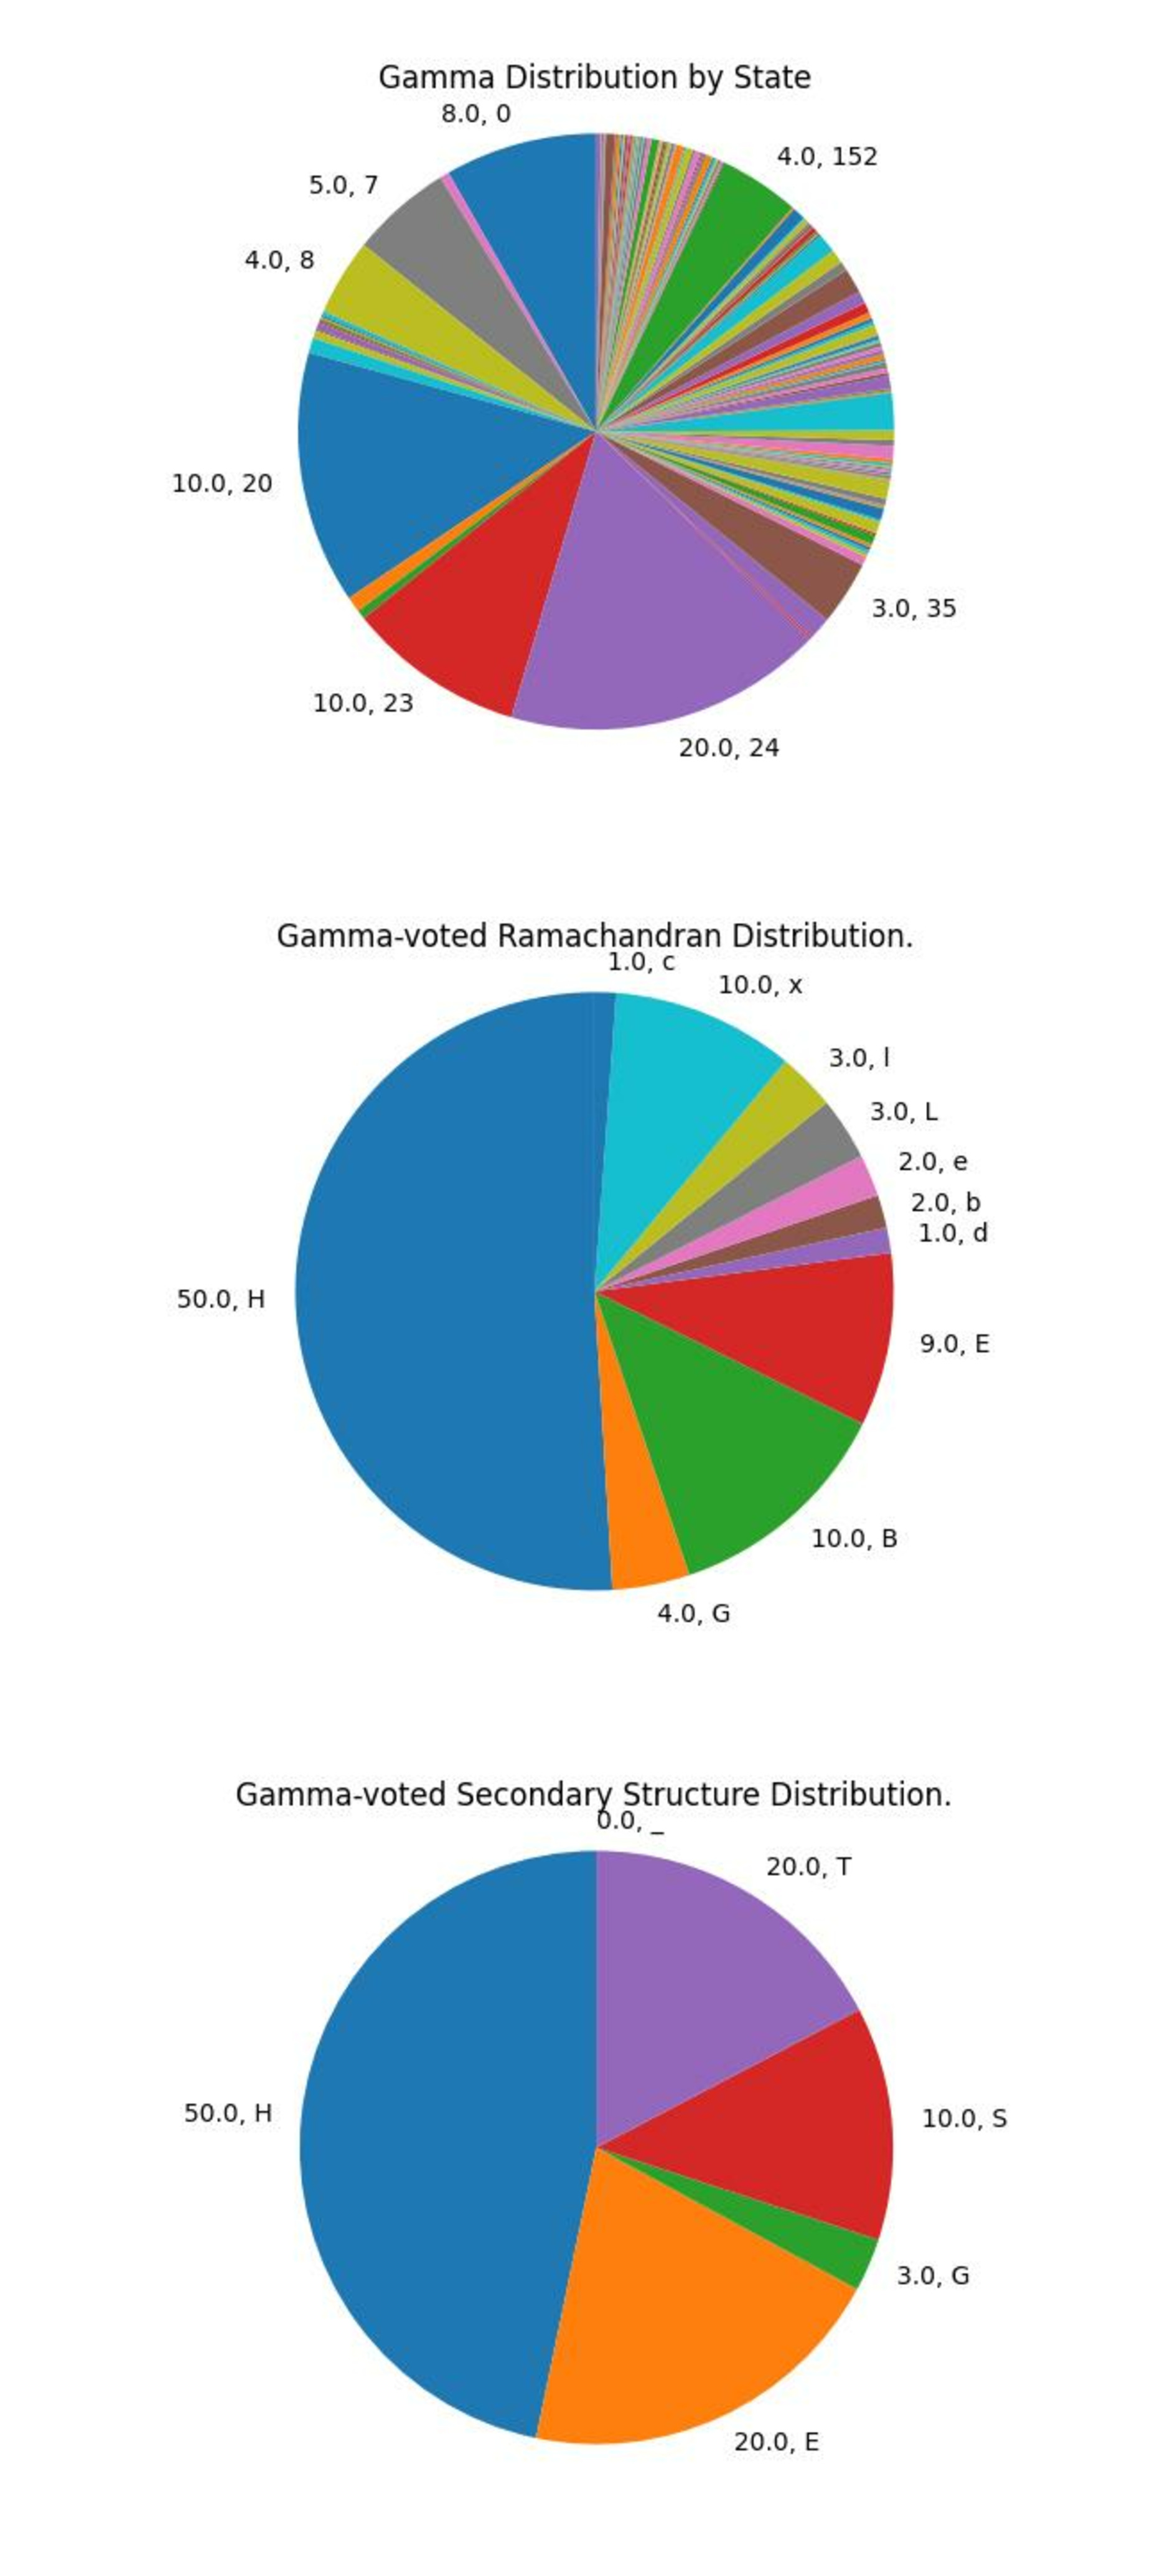 Gamma Distribution by State
8.0, 0
4.0, 152
5.0, 7
4.0, 8
10.0, 20
3.0, 35
10.0, 23
20.0, 24
Gamma-voted Ramachandran Distribution.
1.0, c
10.0, x
3.0, l
3.0, L
2.0, e
2.0, b
1.0, d
50.0, H
9.0, E
10.0, B
4.0, G
Gamma-voted Secondary Structure Distribution.
0.0, _
20.0, T
50.0, H
10.0, S
3.0, G
20.0, E